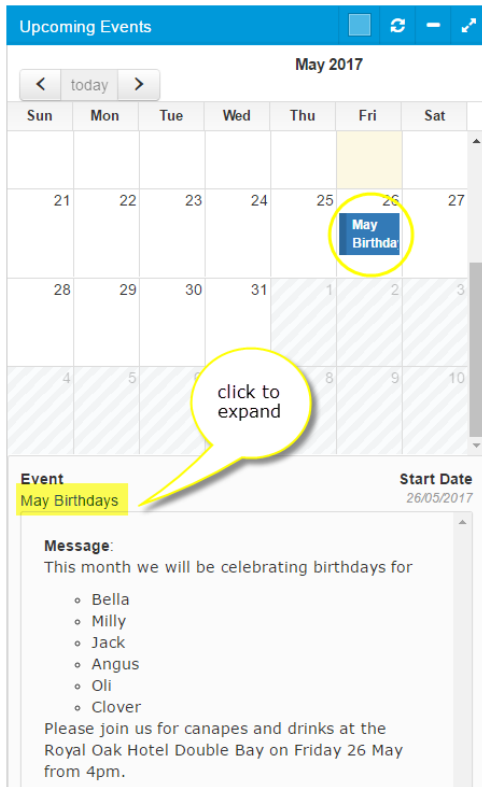 Upcoming Events
May 2017
today
Sun Mon Tue Wed Thu Fri Sat
21 22 23 24 25 26 27
May
Birthda
28 29 30 31 1 2 3
4 5 8 9 10
click to
expand
Event Start Date
May Birthdays 26/05/2017
Message:
This month we will be celebrating birthdays for
Bella
Milly
Jack
Angus
Oli
Clover
Please join us for canapes and drinks at the
Royal Oak Hotel Double Bay on Friday 26 May
from 4pm.